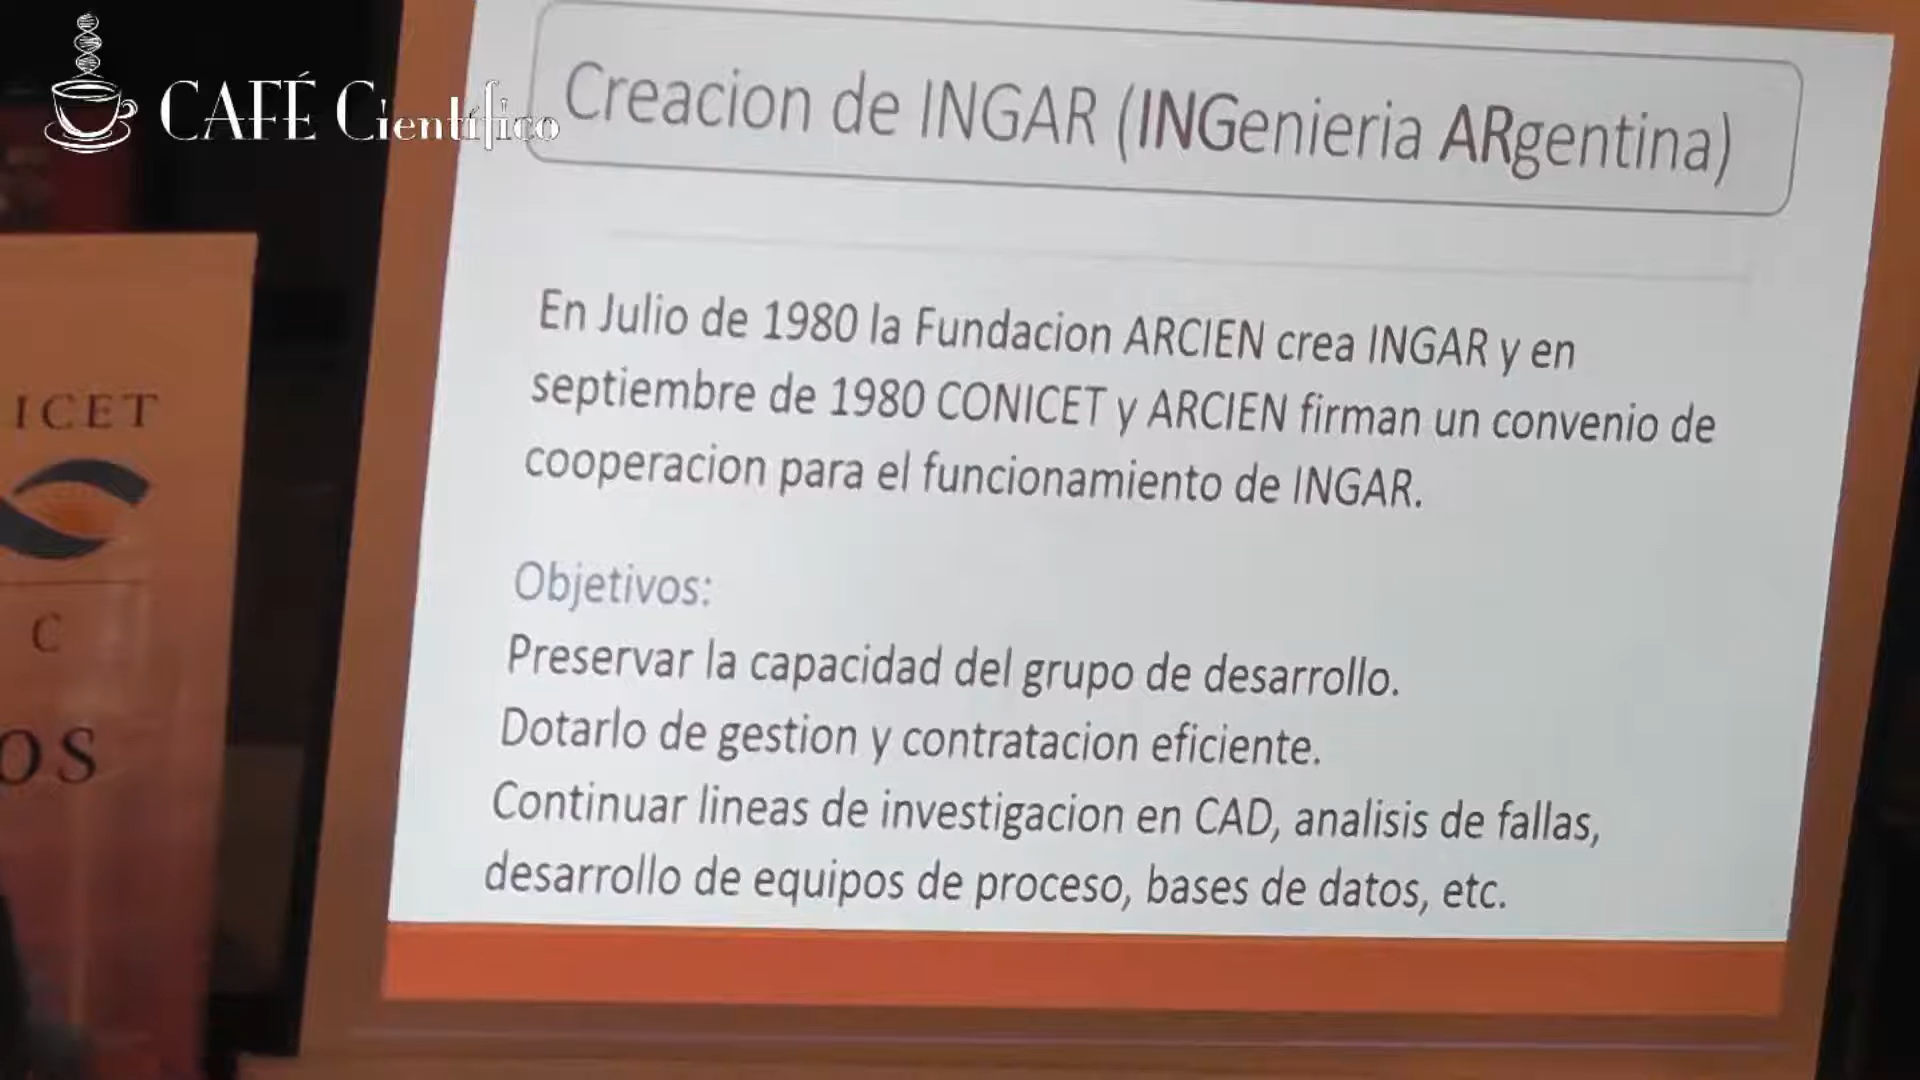 CAFÉ Científico
Creacion de INGAR (INGenieria ARgentina)
En Julio de 1980 la Fundacion ARCIEN crea INGAR y en
septiembre de 1980 CONICET y ARCIEN firman un convenio de
cooperacion para el funcionamiento de INGAR.
Objetivos:
Preservar la capacidad del grupo de desarrollo.
Dotarlo de gestion y contratacion eficiente.
Continuar lineas de investigacion en CAD, analisis de fallas,
desarrollo de equipos de proceso, bases de datos, etc.
ICET
C
OS